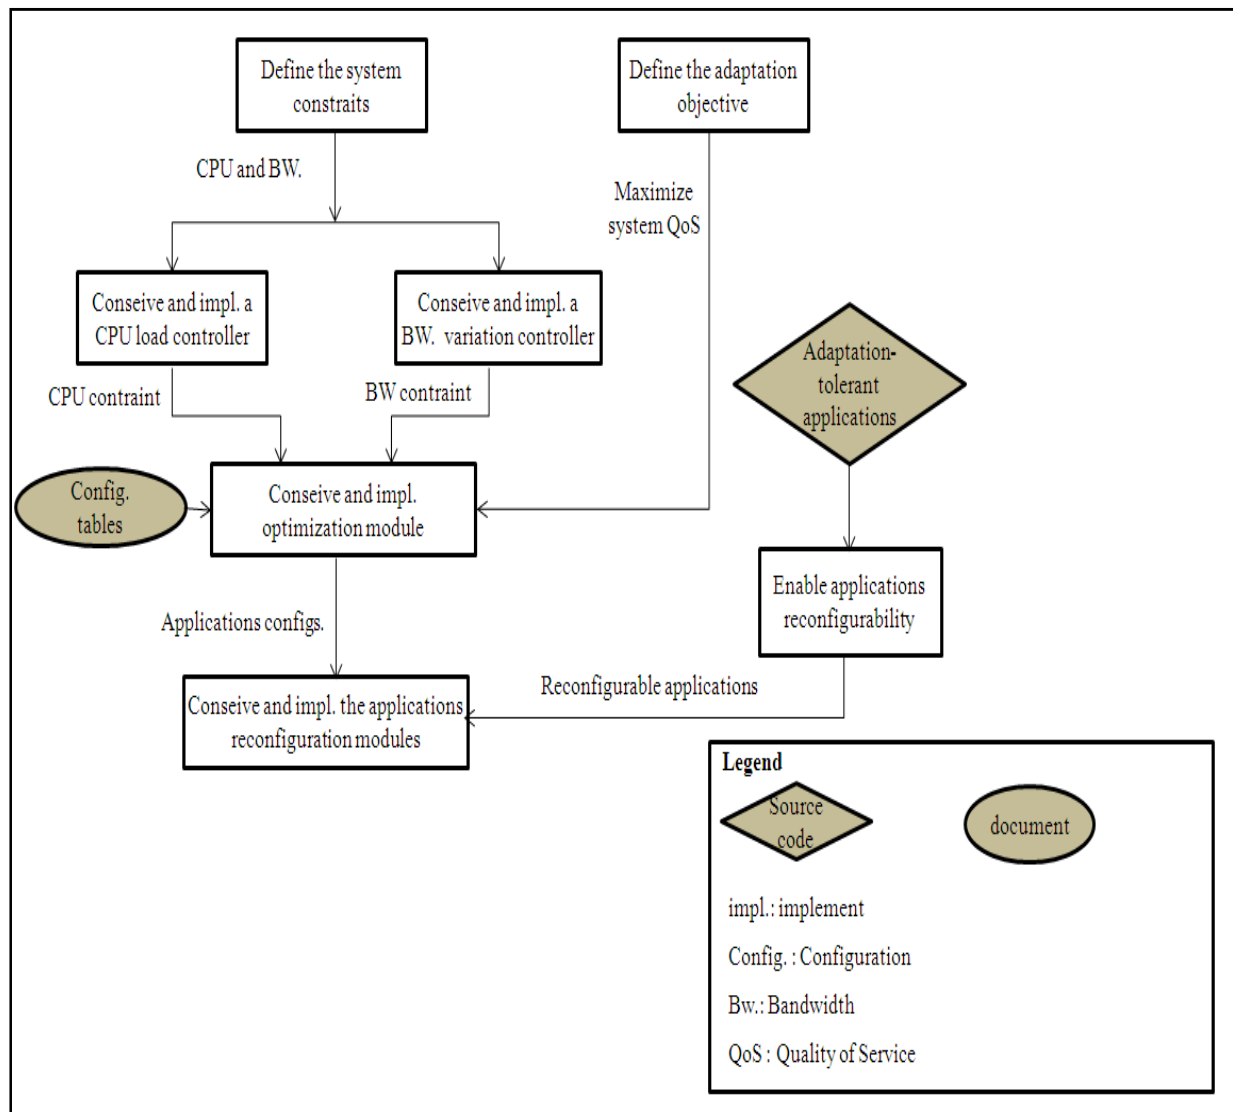 Define the system
constraits
Define the adaptation
objective
CPU and BW.
Maximize
system QoS
Conseive and impl. a
CPU load controller
Conseive and impl. a
BW. variation controller
Adaptation-
tolerant
applications
CPU contraint
BW contraint
Config.
tables
Conseive and impl.
optimization module
Enable applications
reconfigurability
Applications configs.
Reconfigurable applications
Conseive and impl. the applications
reconfiguration modules
Legend
Source
code
document
impl.: implement
Config. : Configuration
Bw.: Bandwidth
QoS : Quality of Service